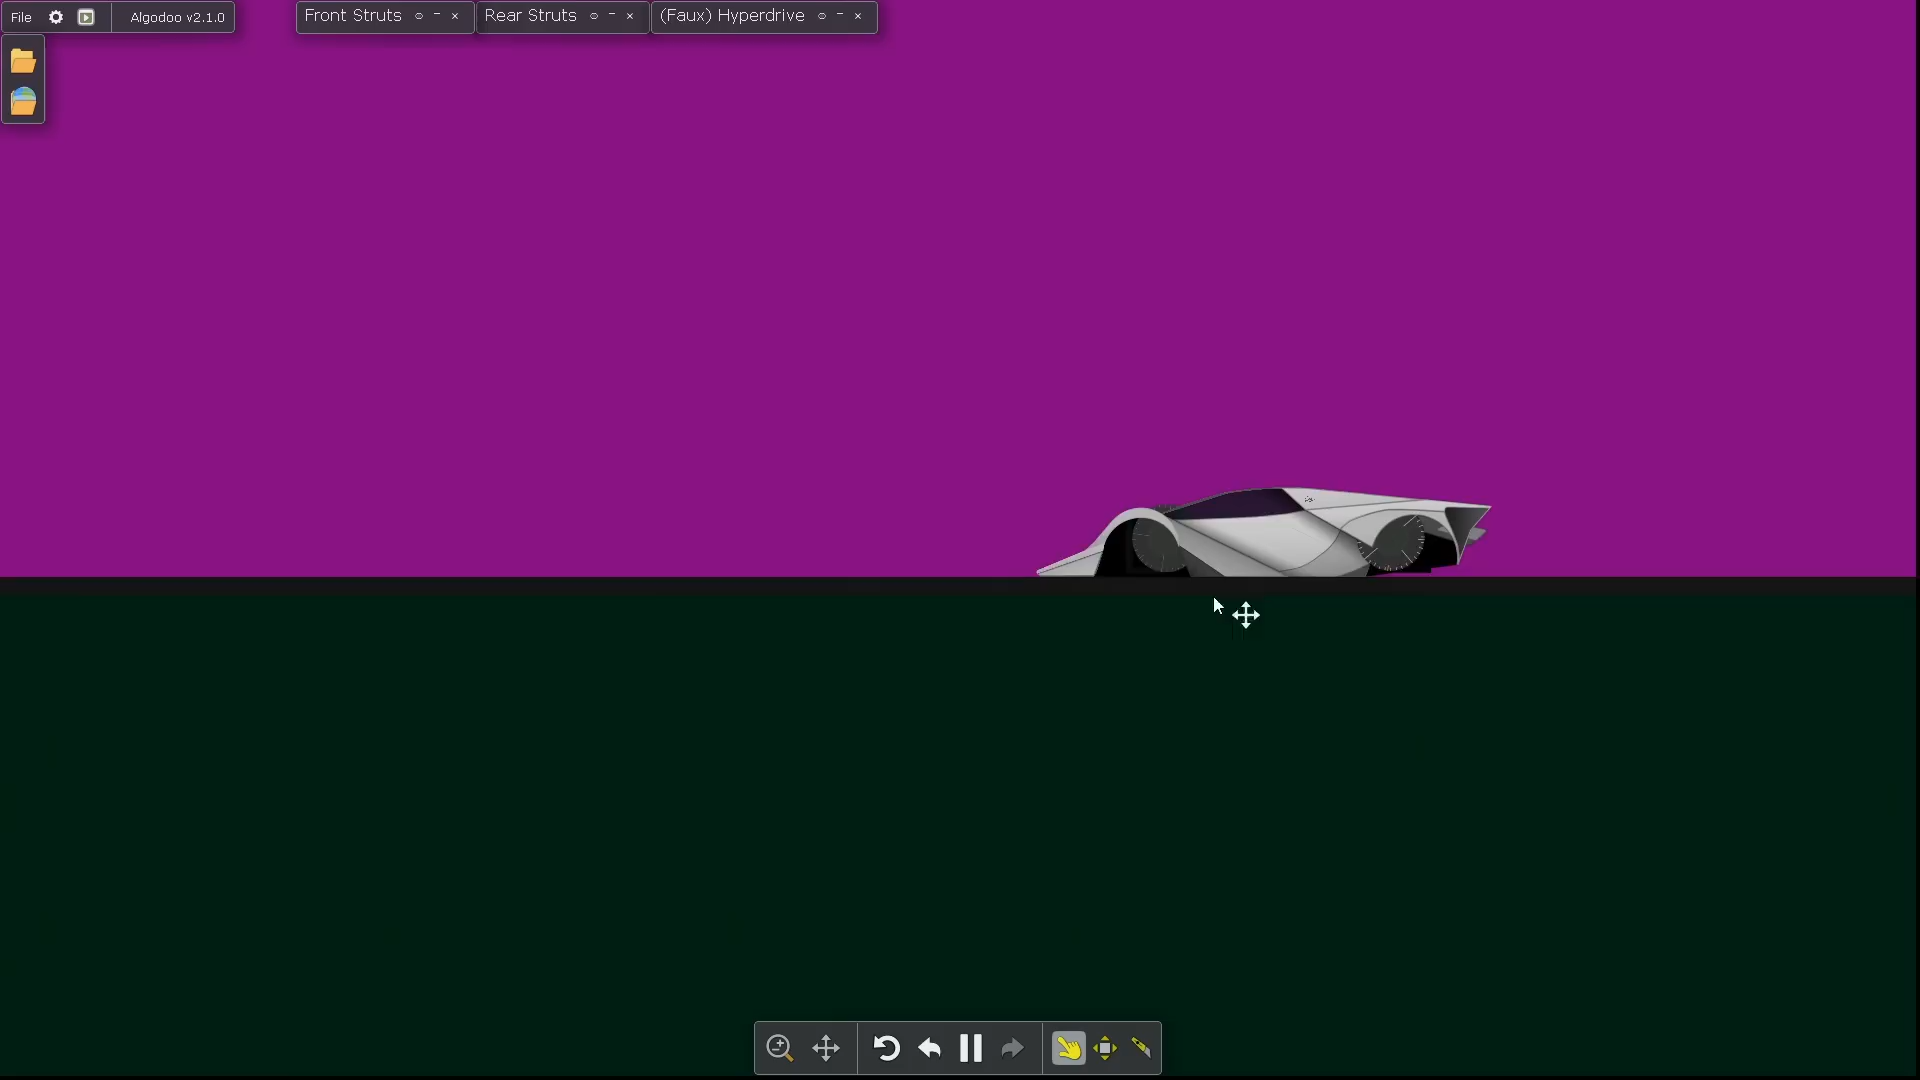 File Algodoo v2.1.0
Front Struts
Rear Struts
(Faux) Hyperdrive